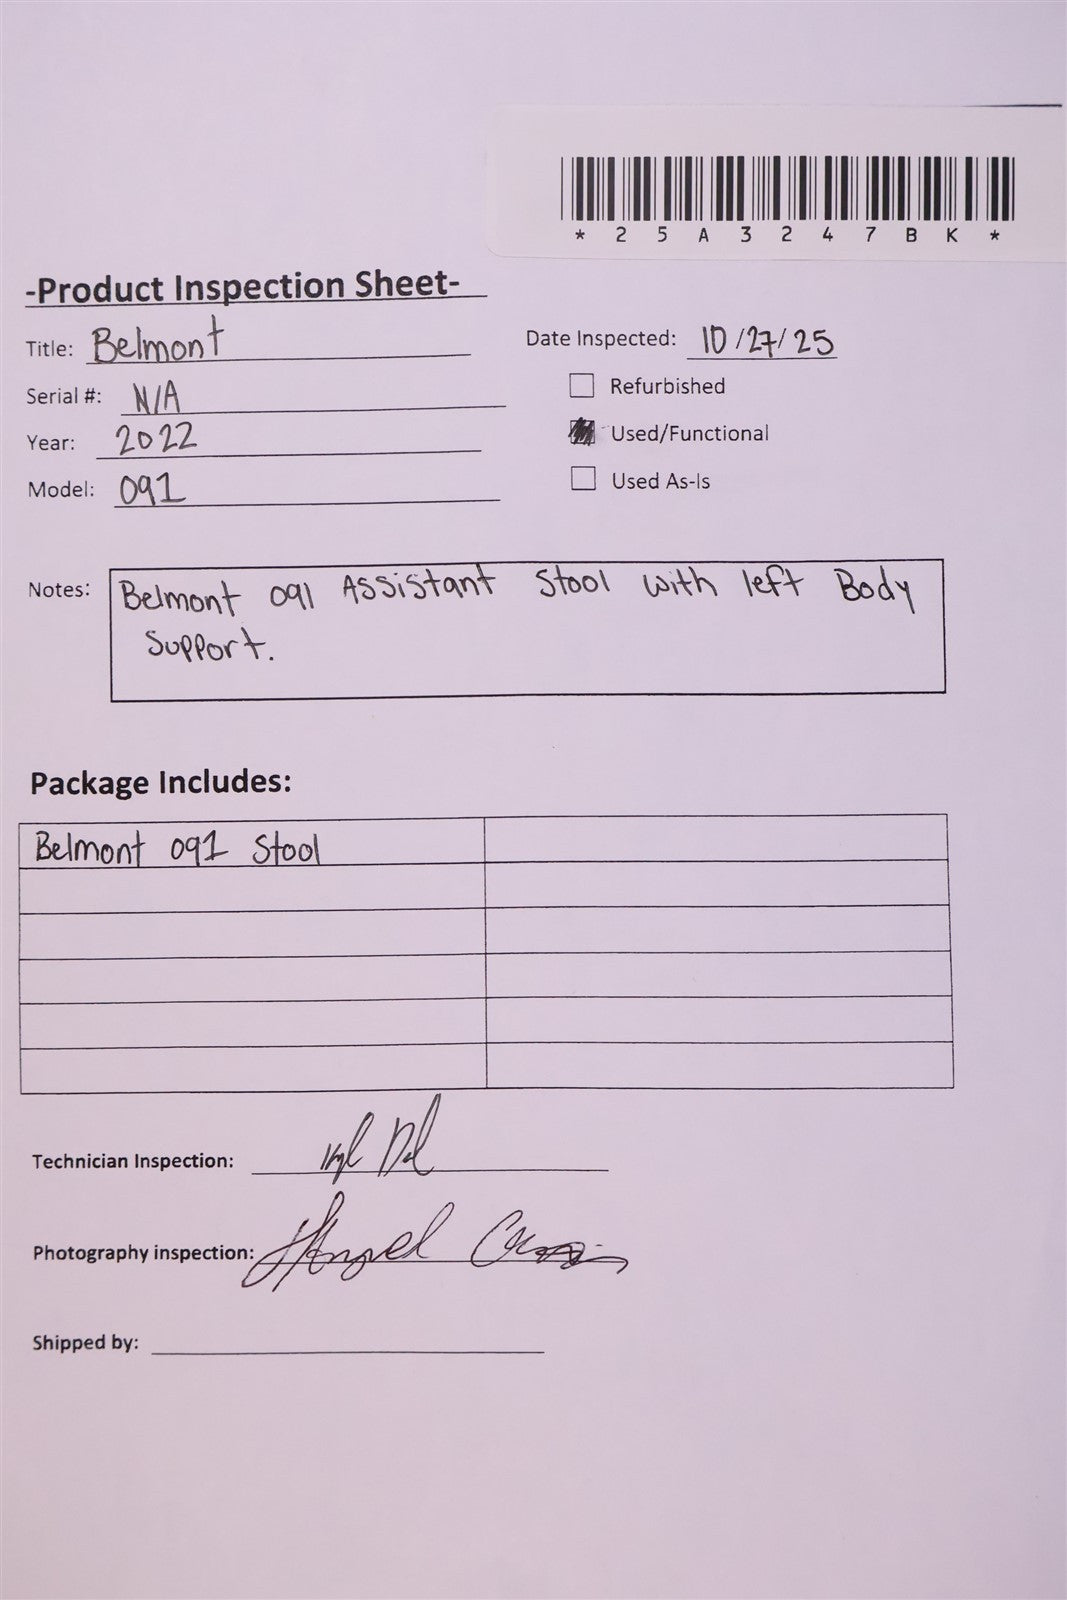 *25A3247BK*
-Product Inspection Sheet-
Title: Belmont
Date Inspected: 10/27/25
Serial #: N/A
Refurbished
Year: 2022
Used/Functional
Model: 091
Used As-Is
Notes: Belmont 091 Assistant Stool with left Body
Support.
Package Includes:
Belmont 091 Stool
Technician Inspection:
Photography inspection:
Shipped by: